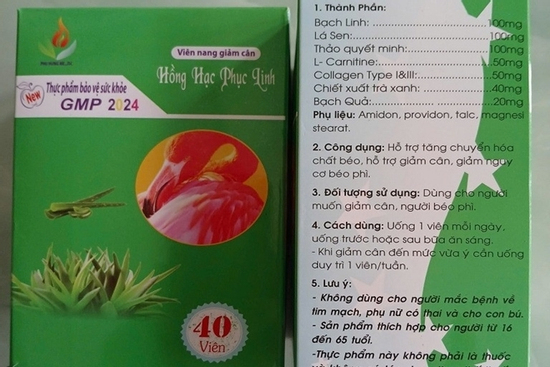 Viên nang giảm cân
Hồng Hạc Phục Linh
New
Thực phẩm bảo vệ sức khỏe
GMP 2024
40
Viên
1. Thành Phần:
Bạch Linh: 100mg
Lá Sen: 100mg
Thảo quyết minh: 100mg
L- Carnitine: 50mg
Collagen Type I&III: 50mg
Chiết xuất trà xanh: 40mg
Bạch Quả: 20mg
Phụ liệu: Amidon, providon, talc, magnesi
stearat.
2. Công dụng: Hỗ trợ tăng chuyển hóa
chất béo, hỗ trợ giảm cân, giảm nguy
cơ béo phì.
3. Đối tượng sử dụng: Dùng cho người
muốn giảm cân, người béo phì.
4. Cách dùng: Uống 1 viên mỗi ngày,
uống trước hoặc sau bữa ăn sáng.
- Khi giảm cân đến mức vừa ý cần uống
duy trì 1 viên/tuần.
5. Lưu ý:
- Không dùng cho người mắc bệnh về
tim mạch, phụ nữ có thai và cho con bú.
- Sản phẩm thích hợp cho người từ 16
đến 65 tuổi.
-Thực phẩm này không phải là thuốc